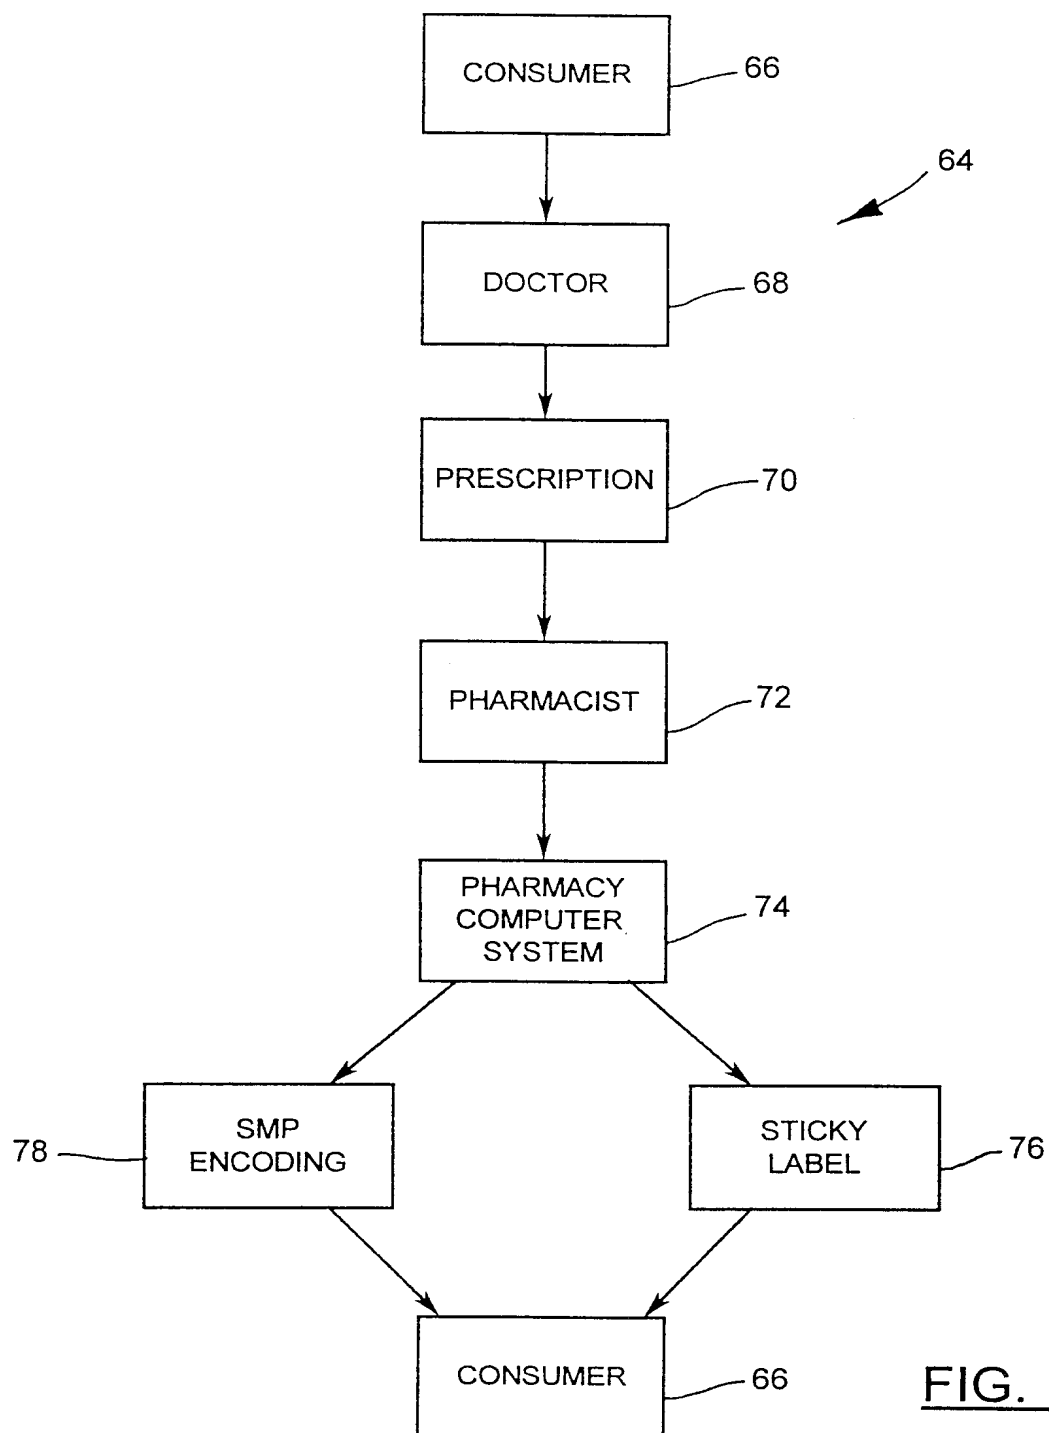 CONSUMER
66
64
DOCTOR
68
PRESCRIPTION
70
PHARMACIST
72
PHARMACY
COMPUTER
SYSTEM
74
SMP
ENCODING
78
STICKY
LABEL
76
CONSUMER
66
FIG.